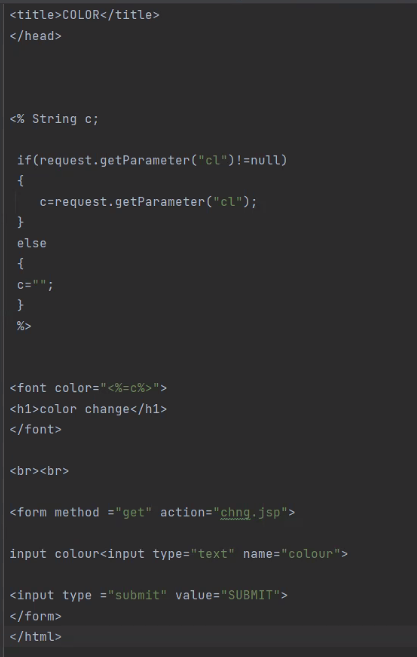 <title>COLOR</title>
</head>
<% String c;
if(request.getParameter("cl")!=null)
{
c=request.getParameter("cl");
}
else
{
c="";
}
%>
<font color="<%=c%>">
<h1>color change</h1>
</font>
<br><br>
<form method ="get" action="chng.jsp">
input colour<input type="text" name="colour">
<input type ="submit" value="SUBMIT">
</form>
</html>